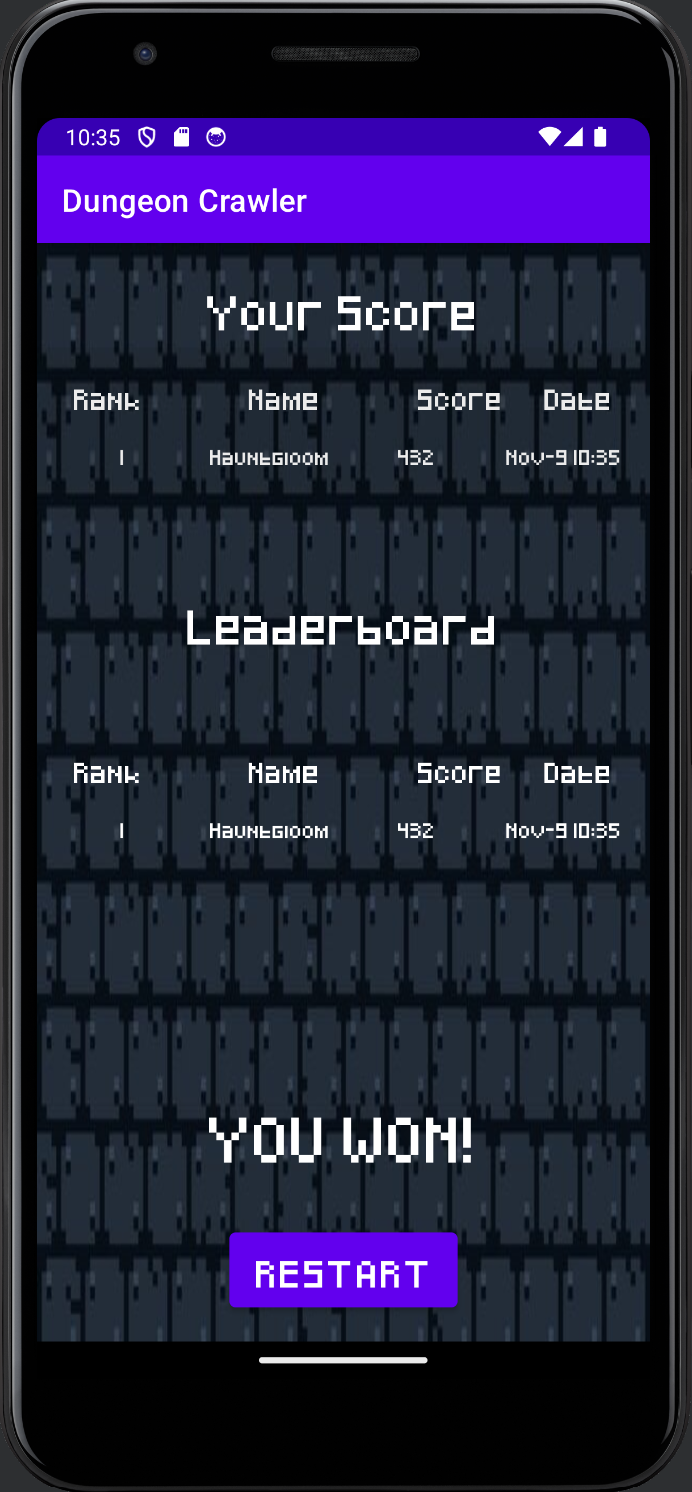 10:35
Dungeon Crawler
Your Score
Rank Name Score Date
1 HauntGloom 432 Nov-9 10:35
Leaderboard
Rank Name Score Date
1 HauntGloom 432 Nov-9 10:35
YOU WON!
RESTART